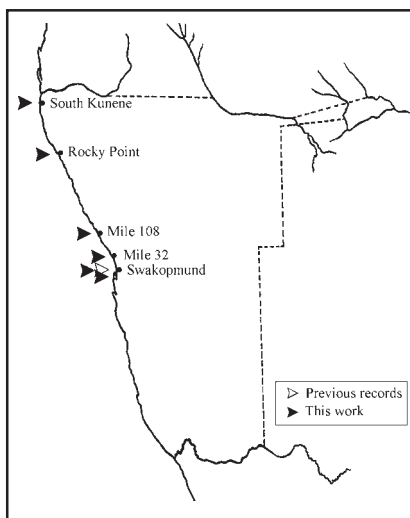 South Kunene
Rocky Point
Mile 108
Mile 32
Swakopmund
Previous records
This work